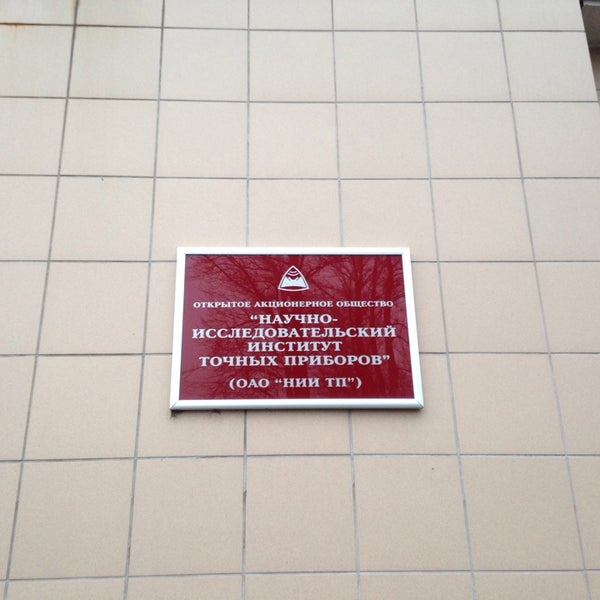 ОТКРЫТОЕ АКЦИОНЕРНОЕ ОБЩЕСТВО
“НАУЧНО-
ИССЛЕДОВАТЕЛЬСКИЙ
ИНСТИТУТ
ТОЧНЫХ ПРИБОРОВ”
(ОАО “НИИ ТП”)